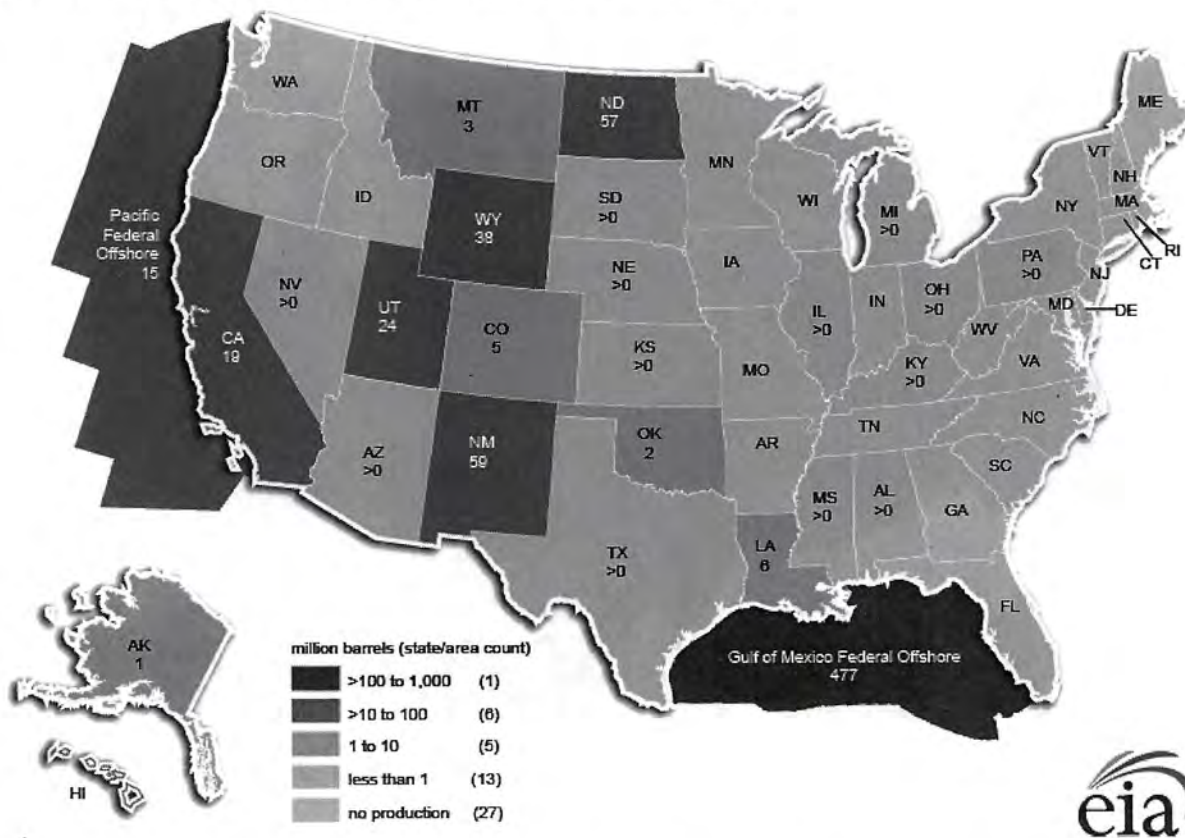 WA
MT
3
ND
57
ME
OR
ID
MN
VT
NH
MA
NY
WI
MI
>0
SD
>0
WY
38
Pacific
Federal
Offshore
15
RI
CT
IA
NE
>0
PA
>0
NJ
NV
>0
UT
24
CO
5
IL
>0
IN
OH
>0
MD
DE
WV
VA
CA
19
KS
>0
MO
KY
>0
NC
TN
AZ
>0
NM
59
OK
2
AR
SC
MS
>0
AL
>0
GA
TX
>0
LA
6
FL
Gulf of Mexico Federal Offshore
477
AK
1
HI
million barrels (state/area count)
>100 to 1,000 (1)
>10 to 100 (6)
1 to 10 (5)
less than 1 (13)
no production (27)
eia